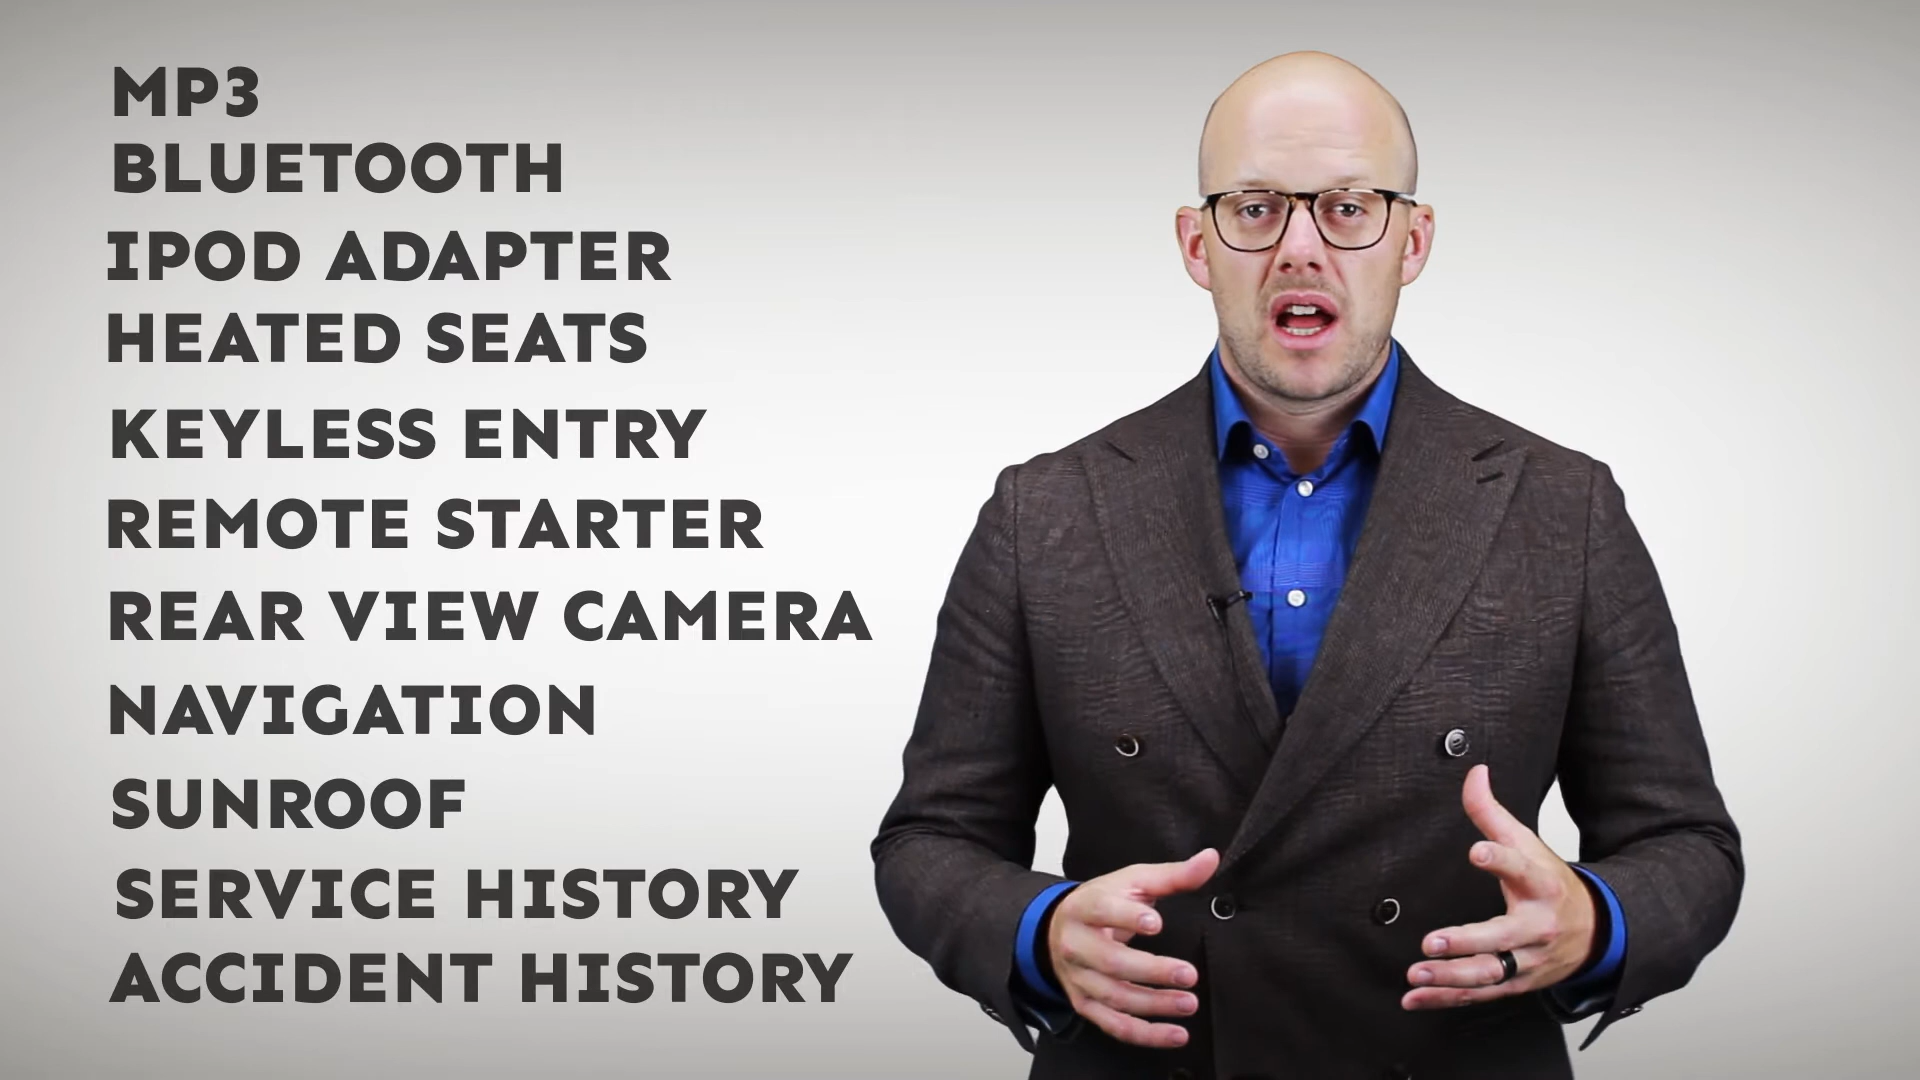 MP3
BLUETOOTH
IPOD ADAPTER
HEATED SEATS
KEYLESS ENTRY
REMOTE STARTER
REAR VIEW CAMERA
NAVIGATION
SUNROOF
SERVICE HISTORY
ACCIDENT HISTORY